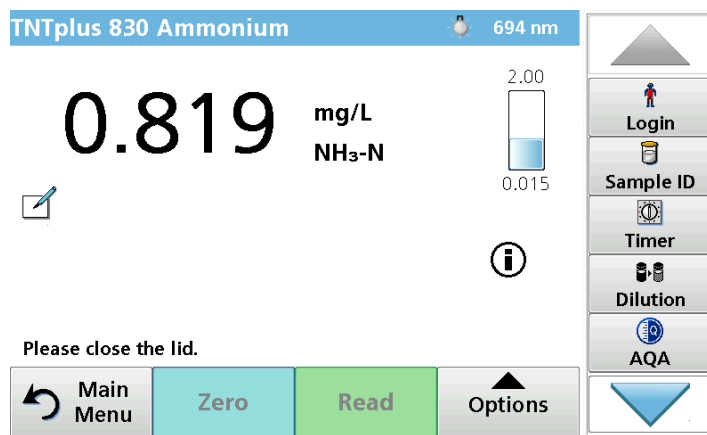 TNTplus 830 Ammonium
694 nm
0.819
mg/L
NH₃-N
2.00
0.015
Please close the lid.
Main
Menu
Zero
Read
Options
Login
Sample ID
Timer
Dilution
AQA